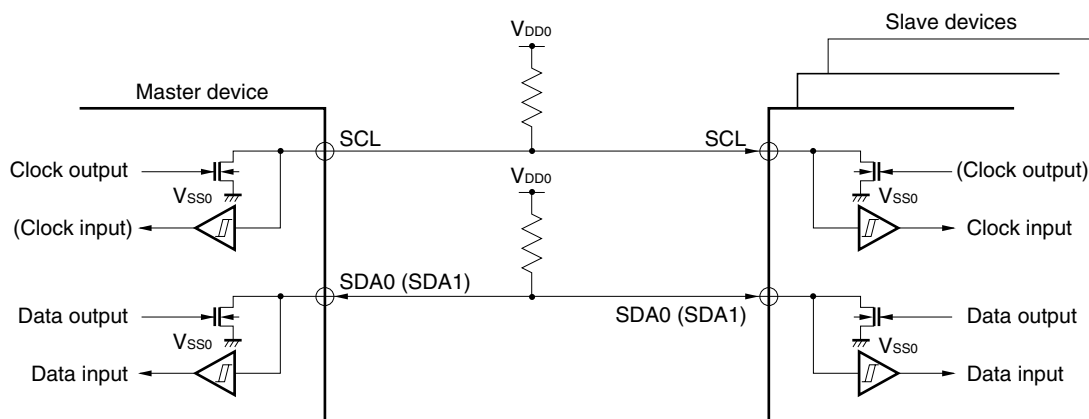 Slave devices
VDD0
Master device
SCL
SCL
Clock output
(Clock output)
VSS0
VDD0
VSS0
(Clock input)
Clock input
SDA0 (SDA1)
SDA0 (SDA1)
Data output
Data output
VSS0
VSS0
Data input
Data input